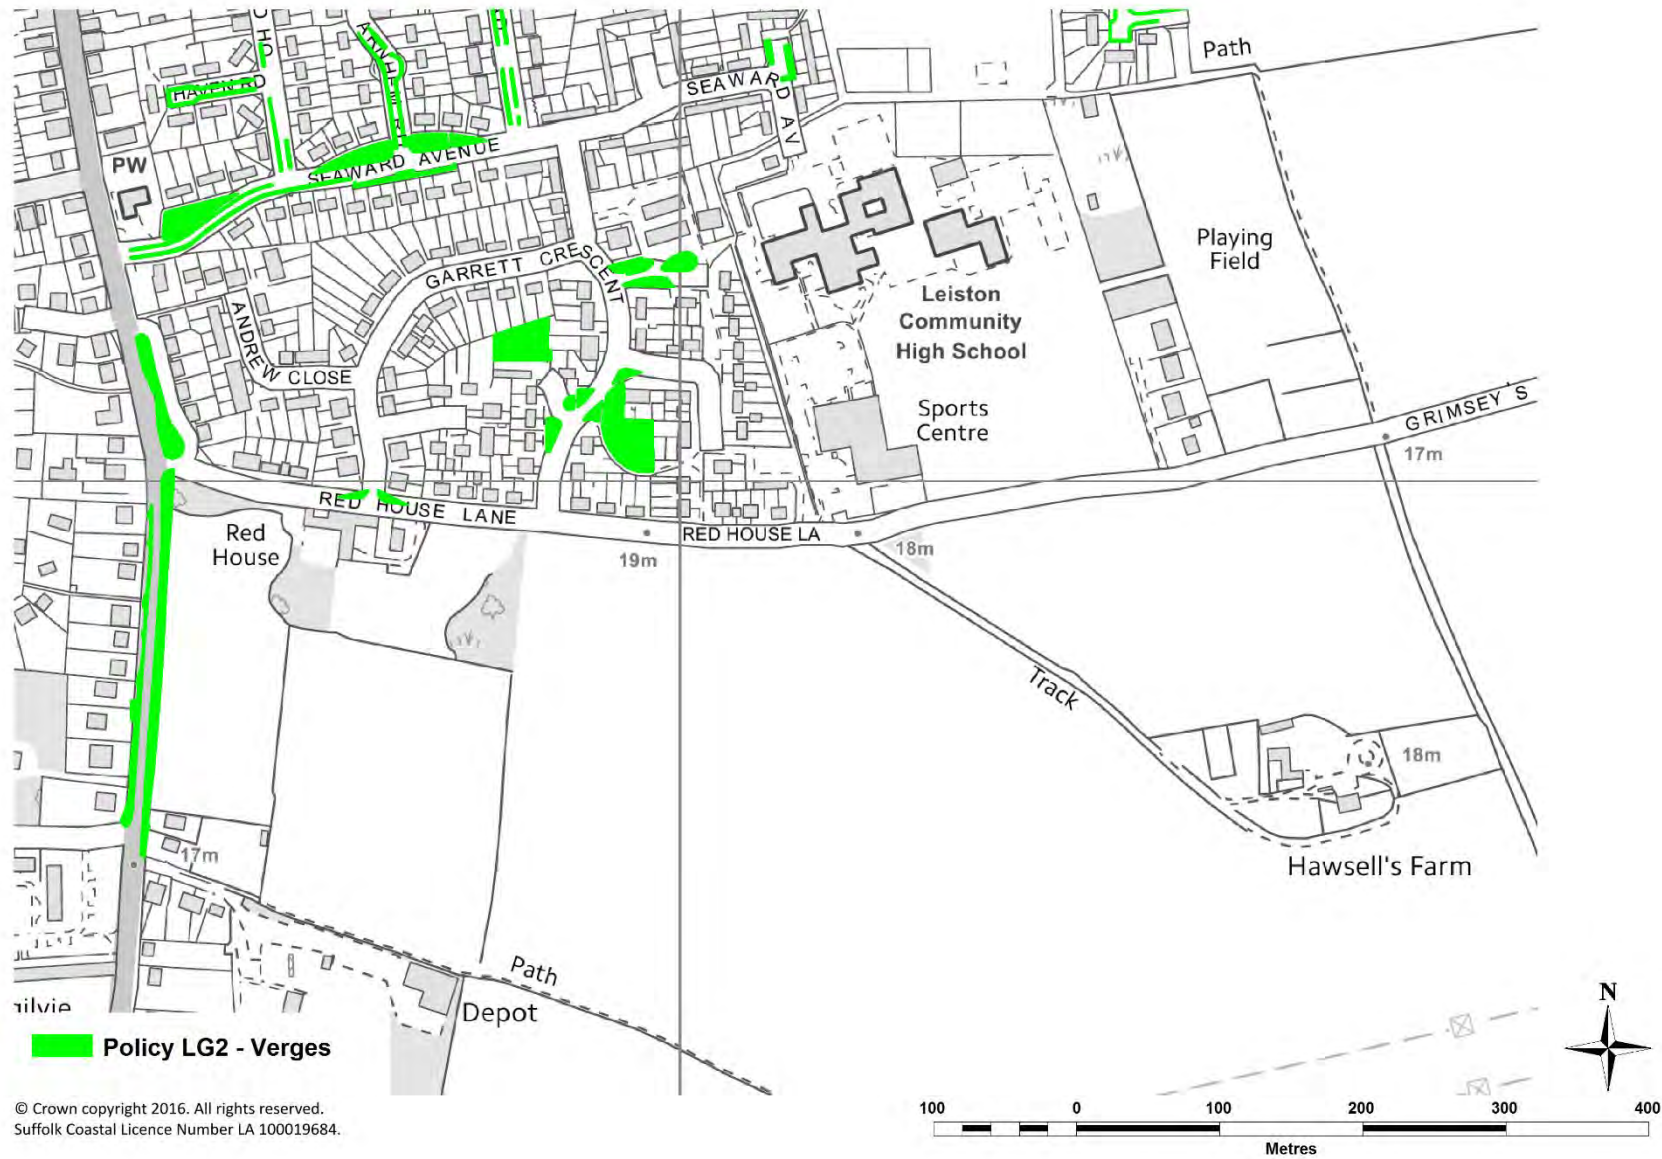 HAVEN RD
PW
SEAWARD AVENUE
SEAWARD AV
Path
Playing
Field
GARRETT CRESCENT
Leiston
Community
High School
ANDREW CLOSE
Sports
Centre
GRIMSEY'S
17m
RED HOUSE LANE
RED HOUSE LA
Red
House
19m
18m
Track
18m
17m
Hawsell's Farm
Path
Depot
N
Policy LG2 - Verges
© Crown copyright 2016. All rights reserved.
Suffolk Coastal Licence Number LA 100019684.
100 0 100 200 300 400
Metres